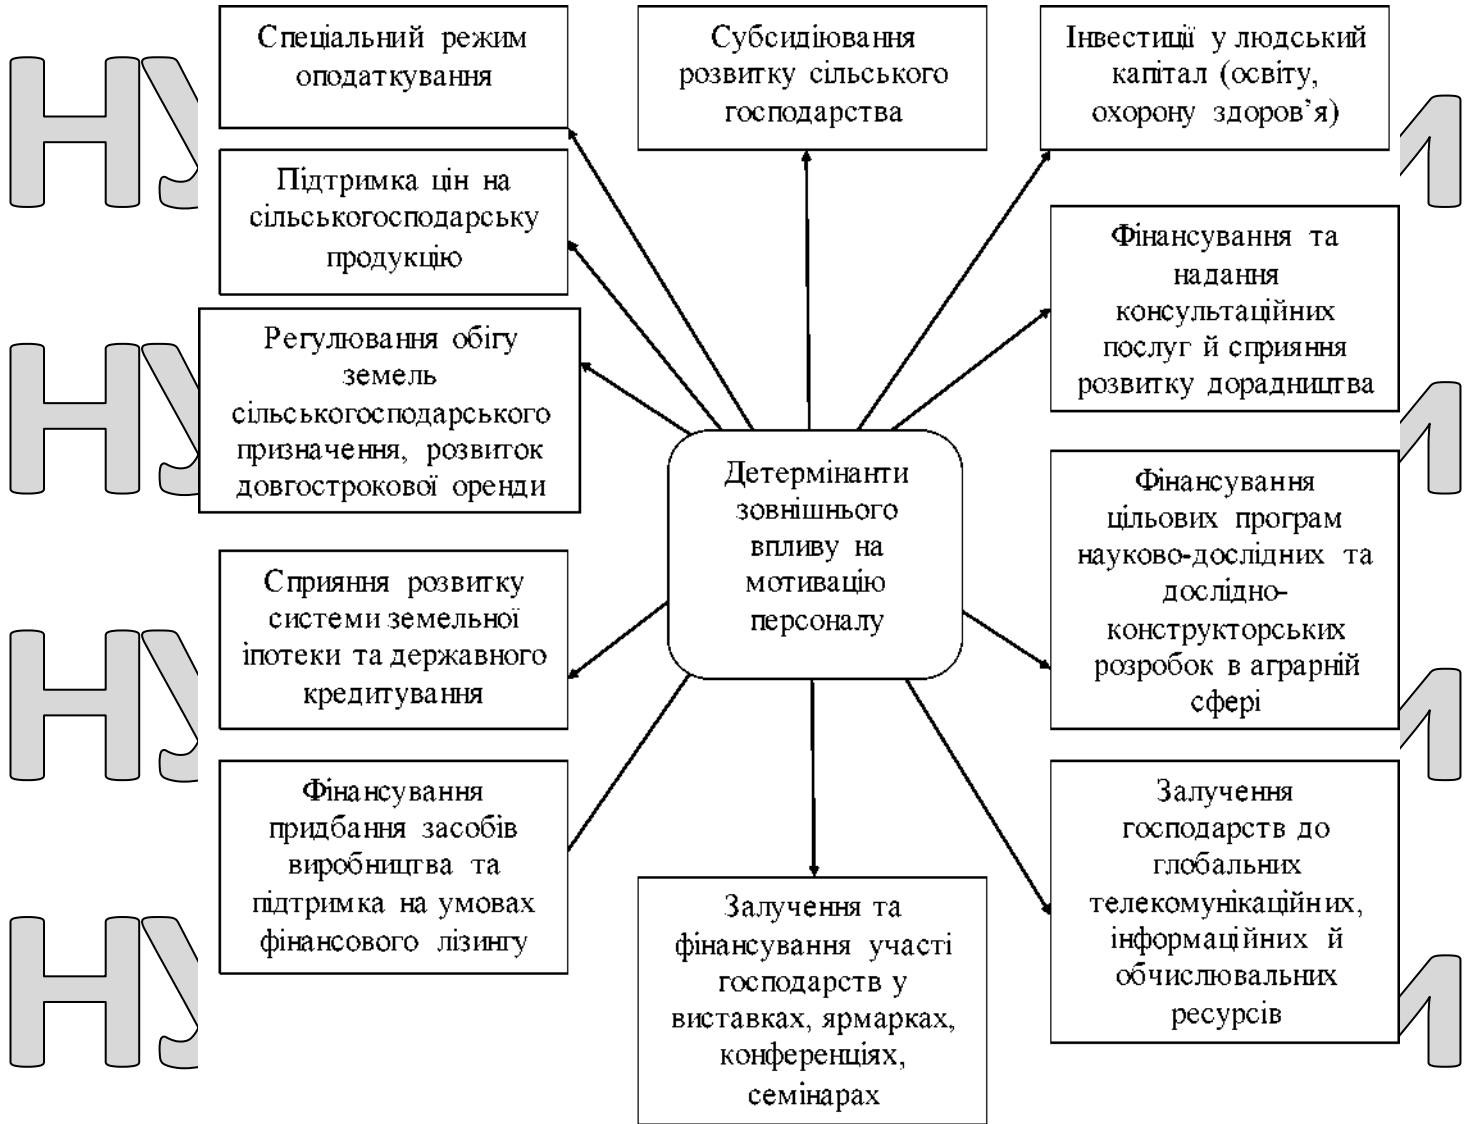 Спеціальний режим
оподаткування
Субсидіювання
розвитку сільського
господарства
Інвестиції у людський
капітал (освіту,
охорону здоров’я)
Підтримка цін на
сільськогосподарську
продукцію
Фінансування та
надання
консультаційних
послуг й сприяння
розвитку дорадництва
Регулювання обігу
земель
сільськогосподарського
призначення, розвиток
довгострокової оренди
Детермінанти
зовнішнього
впливу на
мотивацію
персоналу
Фінансування
цільових програм
науково-дослідних та
дослідно-
конструкторських
розробок в аграрній
сфері
Сприяння розвитку
системи земельної
іпотеки та державного
кредитування
Фінансування
придбання засобів
виробництва та
підтримка на умовах
фінансового лізингу
Залучення та
фінансування участі
господарств у
виставках, ярмарках,
конференціях,
семінарах
Залучення
господарств до
глобальних
телекомунікаційних,
інформаційних й
обчислювальних
ресурсів